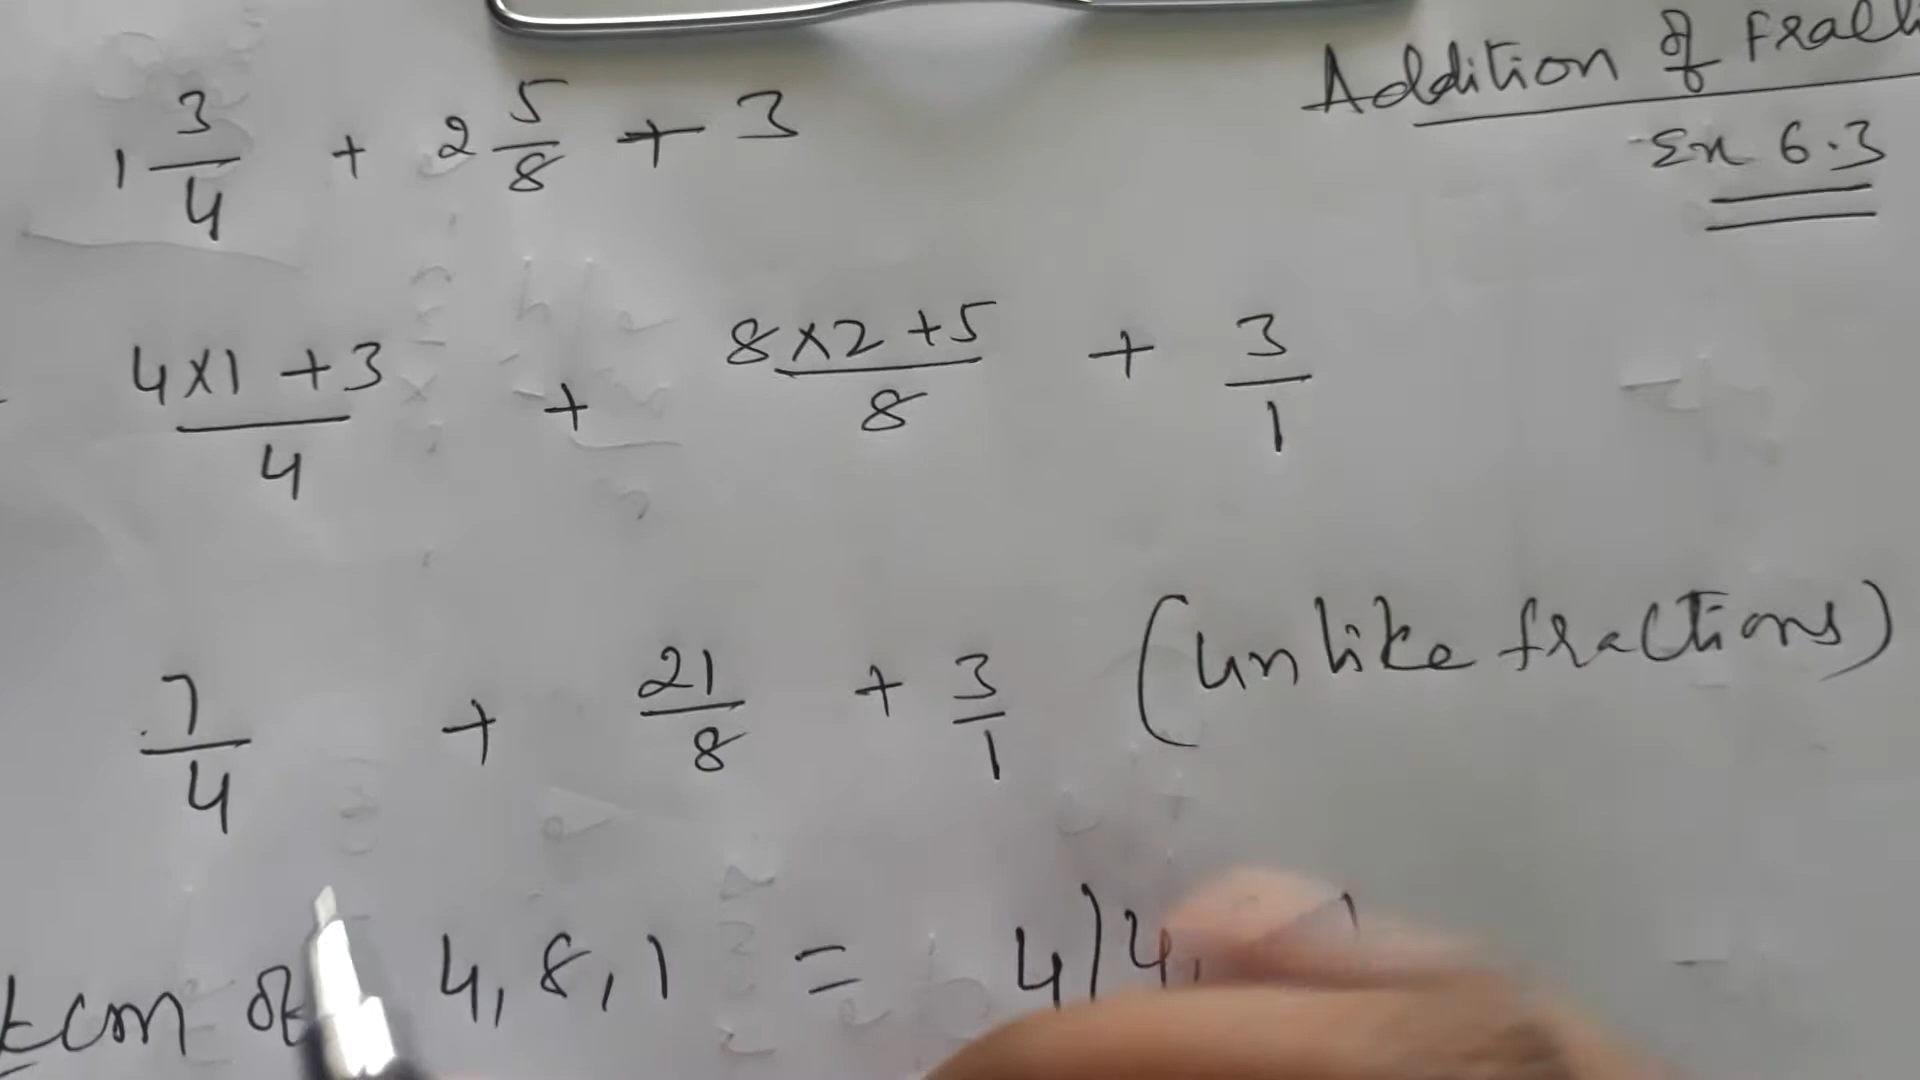 Addition of
Ex 6.3
1 3/4 + 2 5/8 + 3
4×1+3/4 + 8×2+5/8 + 3/1
7/4 + 21/8 + 3/1 (unlike fractions)
LCM of 4, 8, 1 = 4)4,